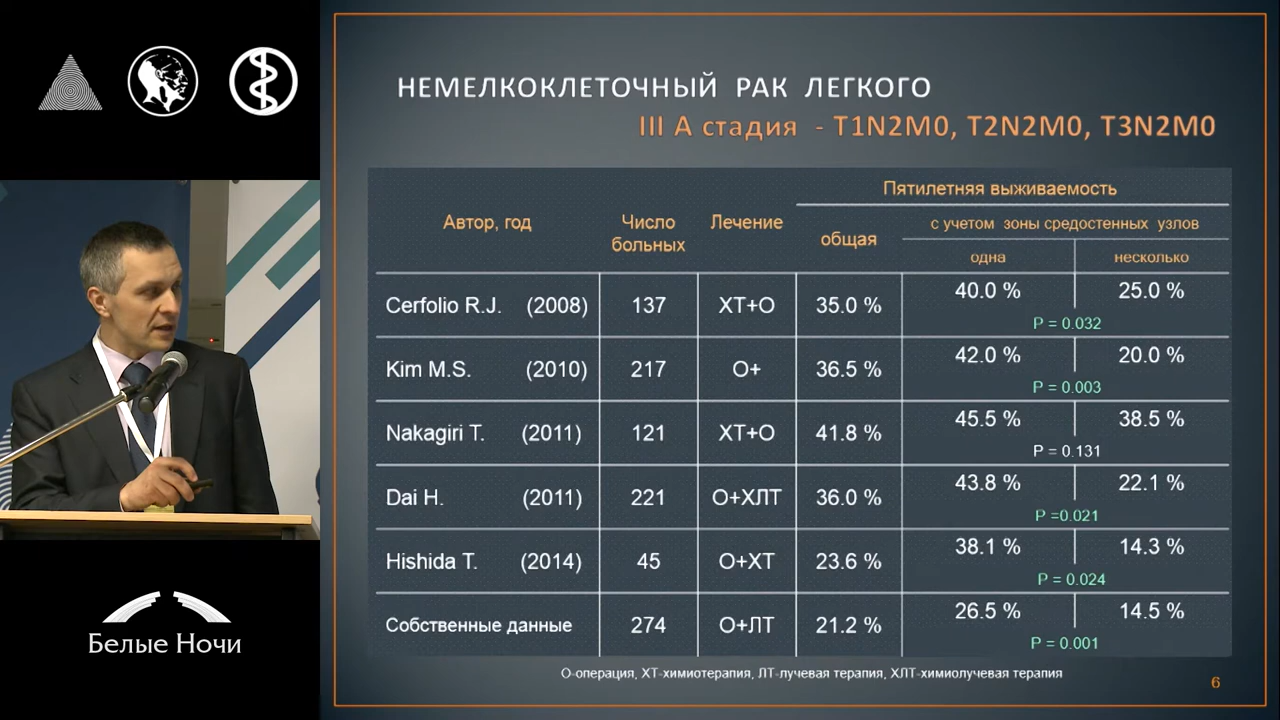 НЕМЕЛКОКЛЕТОЧНЫЙ РАК ЛЕГКОГО
III А стадия - T1N2M0, T2N2M0, T3N2M0
Автор, год
Число
больных
Лечение
Пятилетняя выживаемость
общая
с учетом зоны средостенных узлов
одна
несколько
Cerfolio R.J. (2008) 137 ХТ+О 35.0 % 40.0 % 25.0 %
P = 0.032
Kim M.S. (2010) 217 О+ 36.5 % 42.0 % 20.0 %
P = 0.003
Nakagiri T. (2011) 121 ХТ+О 41.8 % 45.5 % 38.5 %
P = 0.131
Dai H. (2011) 221 О+ХЛТ 36.0 % 43.8 % 22.1 %
P =0.021
Hishida T. (2014) 45 О+ХТ 23.6 % 38.1 % 14.3 %
P = 0.024
Собственные данные 274 О+ЛТ 21.2 % 26.5 % 14.5 %
P = 0.001
О-операция, ХТ-химиотерапия, ЛТ-лучевая терапия, ХЛТ-химиолучевая терапия
6
Белые Ночи